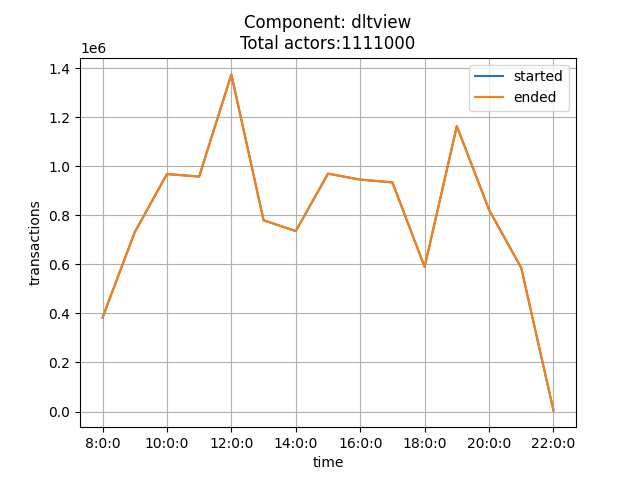 Component: dltview
Total actors:1111000
1e6
started
ended
1.4
1.2
1.0
0.8
0.6
0.4
0.2
0.0
transactions
8:0:0 10:0:0 12:0:0 14:0:0 16:0:0 18:0:0 20:0:0 22:0:0
time